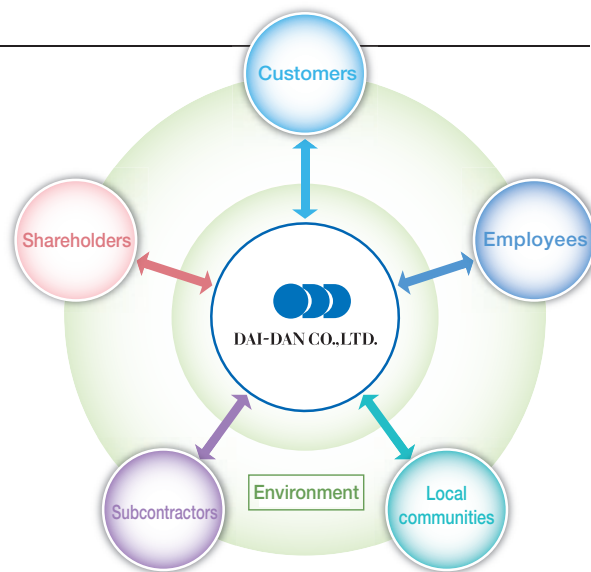 Customers
Shareholders
Employees
DAI-DAN CO.,LTD.
Environment
Subcontractors
Local
communities